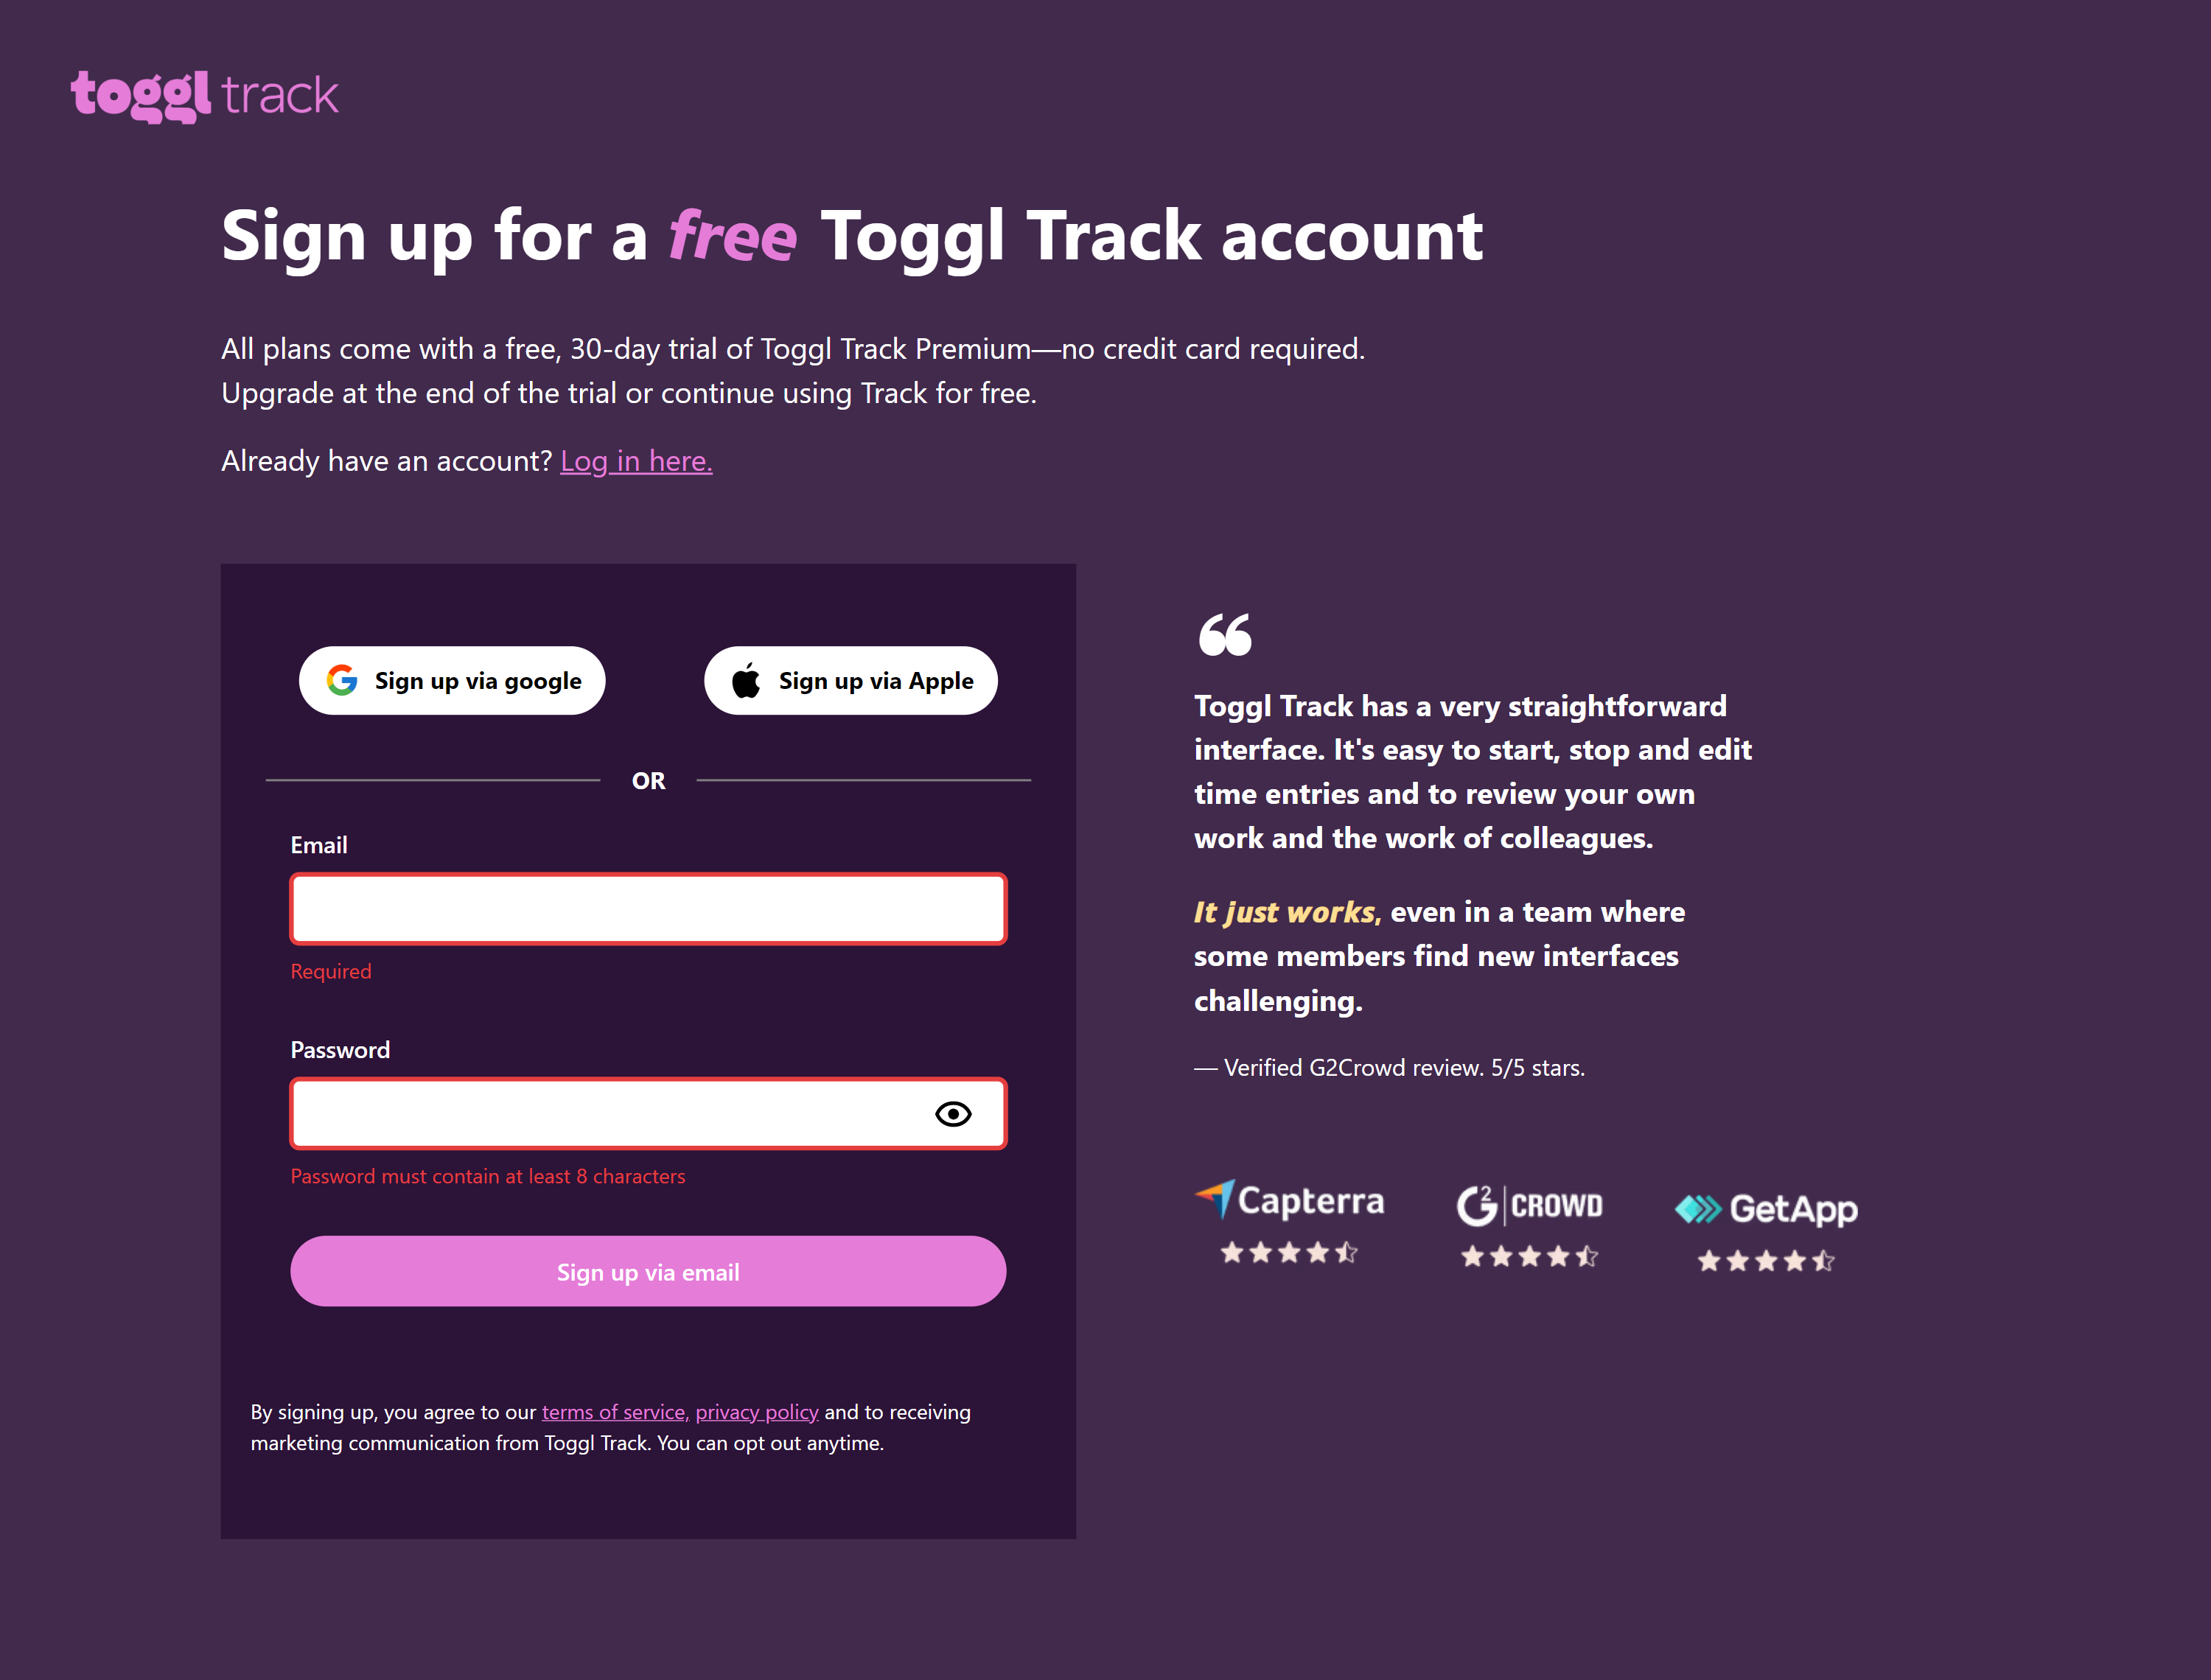 toggl track
Sign up for a free Toggl Track account
All plans come with a free, 30-day trial of Toggl Track Premium—no credit card required.
Upgrade at the end of the trial or continue using Track for free.
Already have an account? Log in here.
Sign up via google
Sign up via Apple
OR
Email
Required
Password
Password must contain at least 8 characters
Sign up via email
By signing up, you agree to our terms of service, privacy policy and to receiving
marketing communication from Toggl Track. You can opt out anytime.
❝
Toggl Track has a very straightforward
interface. It's easy to start, stop and edit
time entries and to review your own
work and the work of colleagues.
It just works, even in a team where
some members find new interfaces
challenging.
— Verified G2Crowd review. 5/5 stars.
Capterra
G2 | CROWD
GetApp